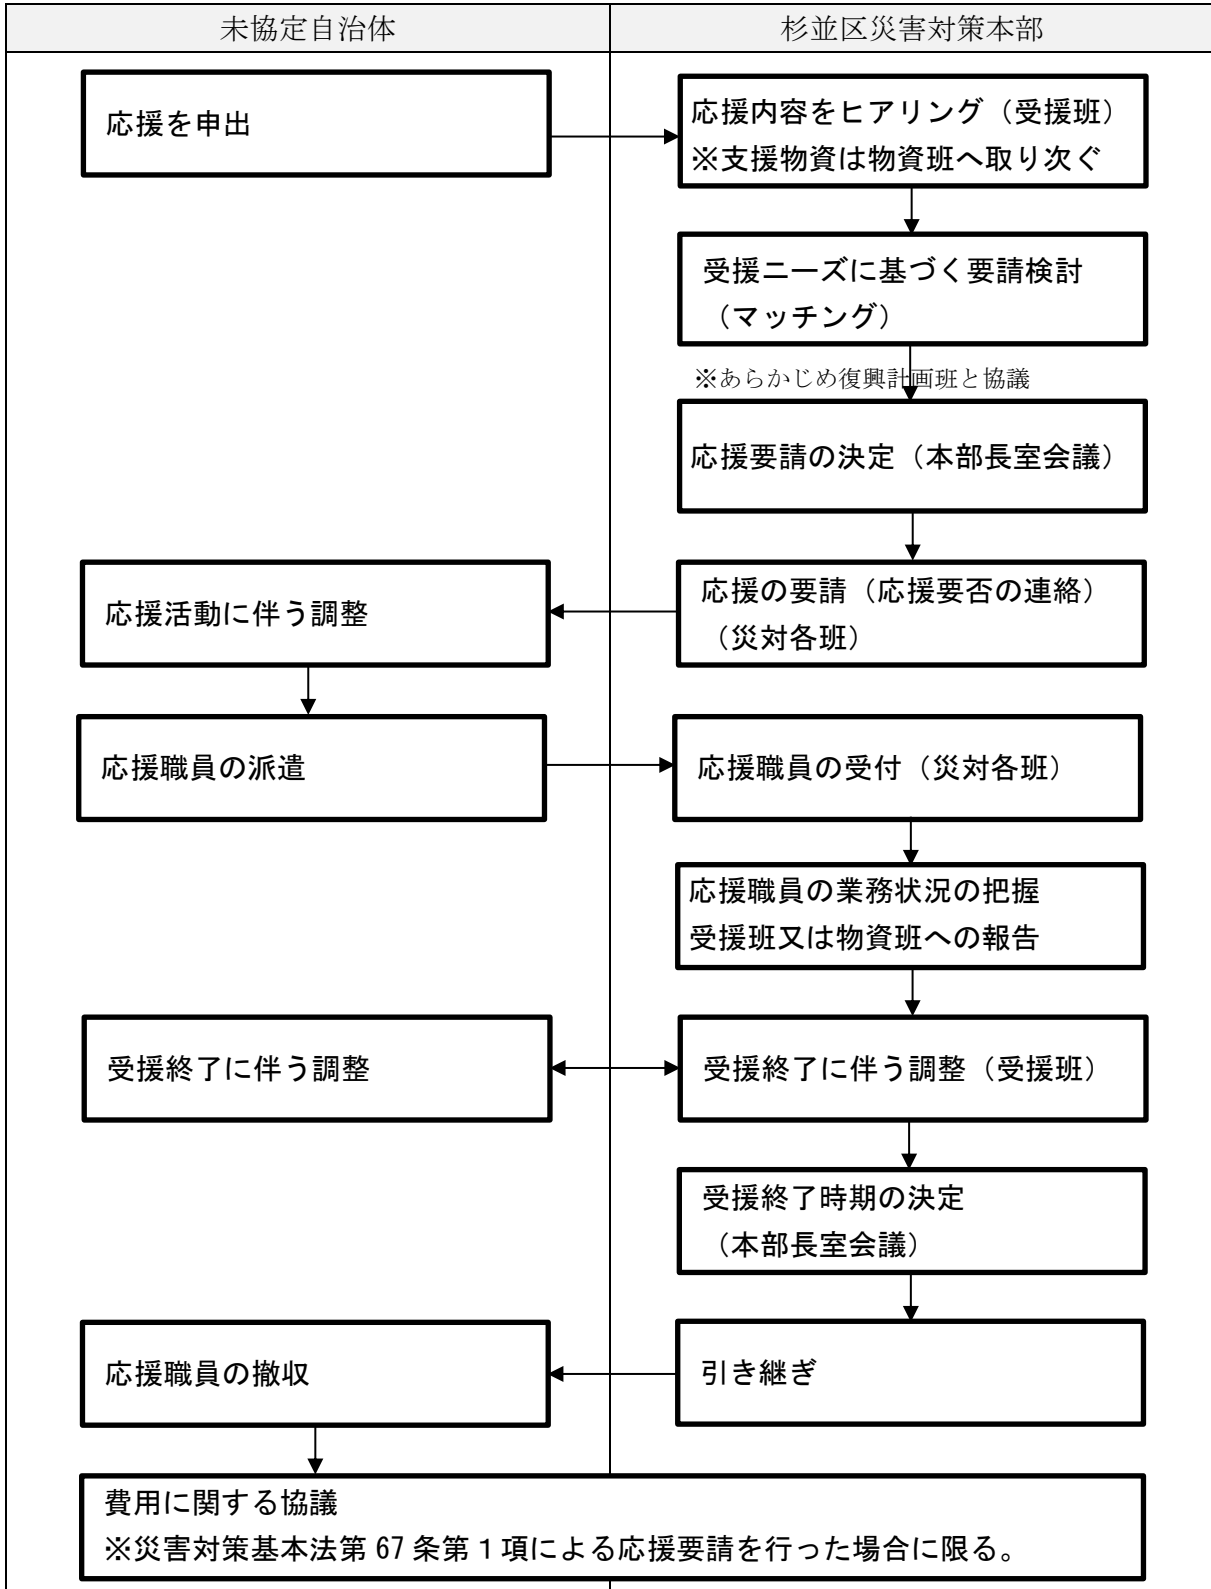 未協定自治体
杉並区災害対策本部
応援を申出
応援内容をヒアリング（受援班）
※支援物資は物資班へ取り次ぐ
受援ニーズに基づく要請検討
（マッチング）
※あらかじめ復興計画班と協議
応援要請の決定（本部長室会議）
応援活動に伴う調整
応援の要請（応援要否の連絡）
（災対各班）
応援職員の派遣
応援職員の受付（災対各班）
応援職員の業務状況の把握
受援班又は物資班への報告
受援終了に伴う調整
受援終了に伴う調整（受援班）
受援終了時期の決定
（本部長室会議）
応援職員の撤収
引き継ぎ
費用に関する協議
※災害対策基本法第 67 条第 1 項による応援要請を行った場合に限る。